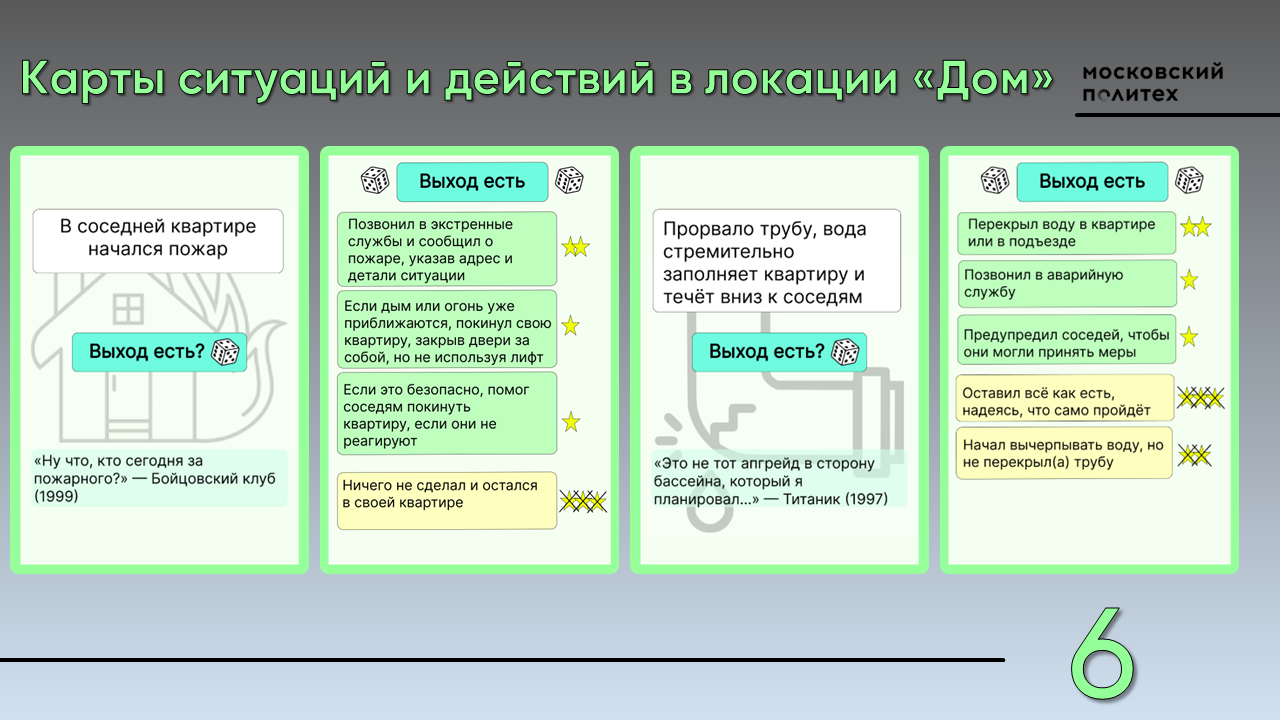 Карты ситуаций и действий в локации «Дом»
московский
политех
В соседней квартире
начался пожар
Выход есть?
«Ну что, кто сегодня за
пожарного?» — Бойцовский клуб
(1999)
Выход есть
Позвонил в экстренные
службы и сообщил о
пожаре, указав адрес и
детали ситуации
Если дым или огонь уже
приближаются, покинул свою
квартиру, закрыв двери за
собой, но не используя лифт
Если это безопасно, помог
соседям покинуть
квартиру, если они не
реагируют
Ничего не сделал и остался
в своей квартире
Прорвало трубу, вода
стремительно
заполняет квартиру и
течёт вниз к соседям
Выход есть?
«Это не тот апгрейд в сторону
бассейна, который я
планировал...» — Титаник (1997)
Выход есть
Перекрыл воду в квартире
или в подъезде
Позвонил в аварийную
службу
Предупредил соседей, чтобы
они могли принять меры
Оставил всё как есть,
надеясь, что само пройдёт
Начал вычерпывать воду, но
не перекрыл(а) трубу
6